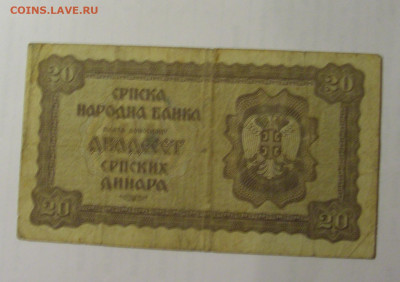 COINS.LAVE.RU
20 20
СРПСКА
НАРОДНА БАНКА
ДВАДЕСЕТ
СРПСКИХ
ДИНАРА
20 20